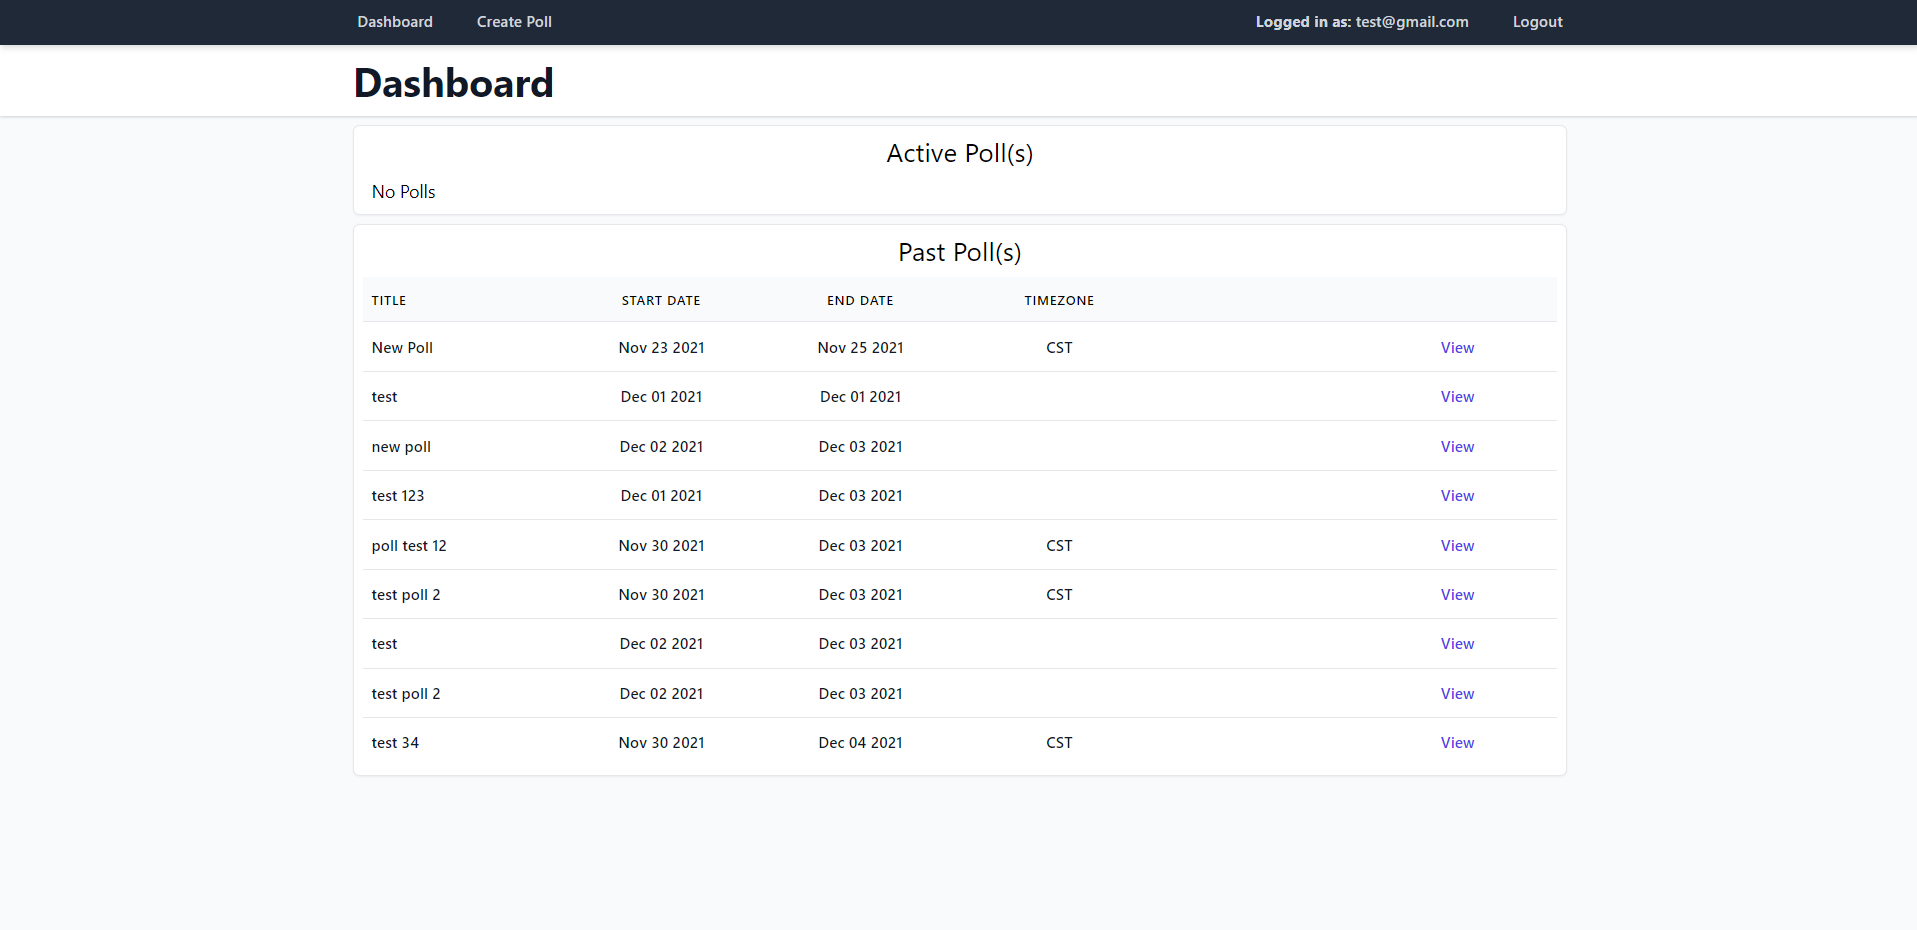 Dashboard Create Poll Logged in as: test@gmail.com Logout
Dashboard
Active Poll(s)
No Polls
Past Poll(s)
TITLE START DATE END DATE TIMEZONE
New Poll Nov 23 2021 Nov 25 2021 CST View
test Dec 01 2021 Dec 01 2021 View
new poll Dec 02 2021 Dec 03 2021 View
test 123 Dec 01 2021 Dec 03 2021 View
poll test 12 Nov 30 2021 Dec 03 2021 CST View
test poll 2 Nov 30 2021 Dec 03 2021 CST View
test Dec 02 2021 Dec 03 2021 View
test poll 2 Dec 02 2021 Dec 03 2021 View
test 34 Nov 30 2021 Dec 04 2021 CST View